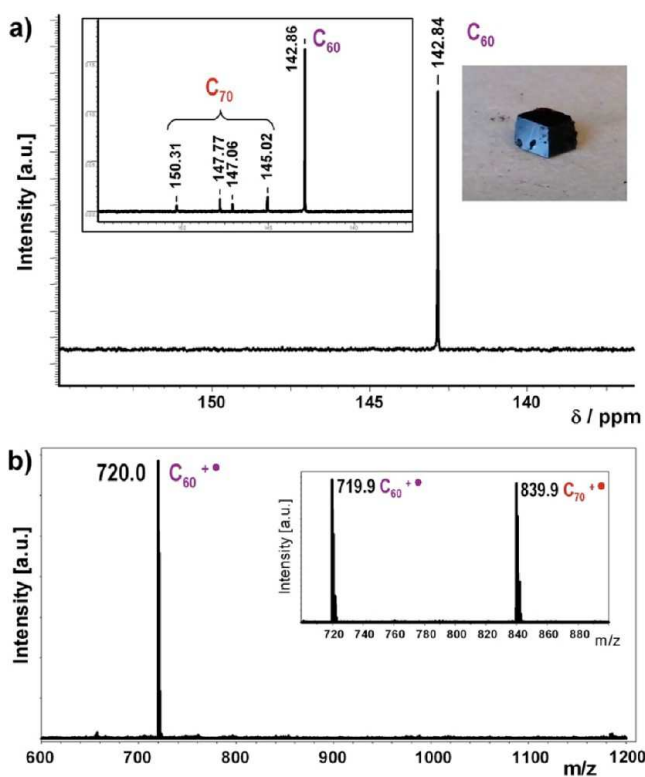 a)
C60
142.84
142.86
C60
C70
150.31
147.77
147.06
145.02
Intensity [a.u.]
150
145
140
δ / ppm
b)
720.0 C60 +●
719.9 C60 +●
839.9 C70 +●
Intensity [a.u.]
720 740 760 780 800 820 840 860 880
m/z
Intensity [a.u.]
600 700 800 900 1000 1100 1200
m/z